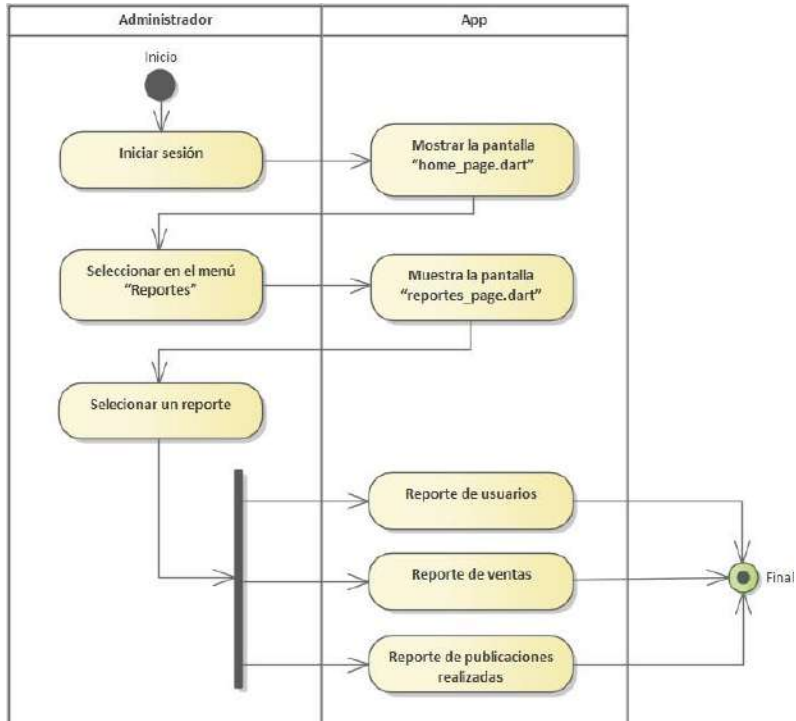 Administrador
App
Inicio
Iniciar sesión
Mostrar la pantalla
“home_page.dart”
Seleccionar en el menú
“Reportes”
Muestra la pantalla
“reportes_page.dart”
Selecionar un reporte
Reporte de usuarios
Reporte de ventas
Final
Reporte de publicaciones
realizadas